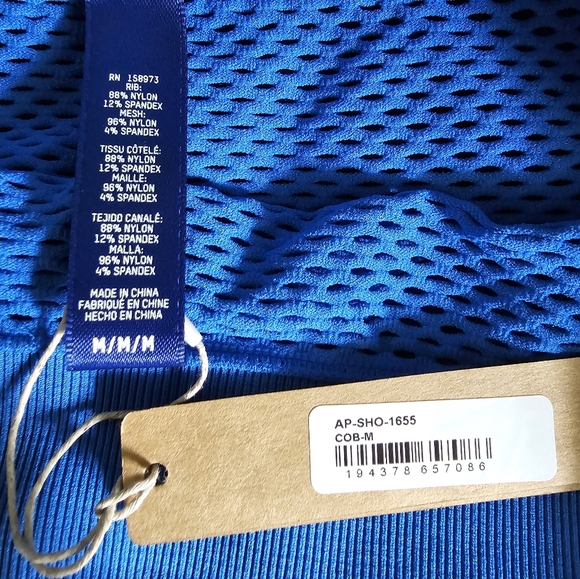 RN 158973
RIB:
88% NYLON
12% SPANDEX
MESH:
96% NYLON
4% SPANDEX
TISSU CÔTELÉ:
88% NYLON
12% SPANDEX
MAILLE:
96% NYLON
4% SPANDEX
TEJIDO CANALÉ:
88% NYLON
12% SPANDEX
MALLA:
96% NYLON
4% SPANDEX
MADE IN CHINA
FABRIQUÉ EN CHINE
HECHO EN CHINA
M/M/M
AP-SHO-1655
COB-M
194378 657086